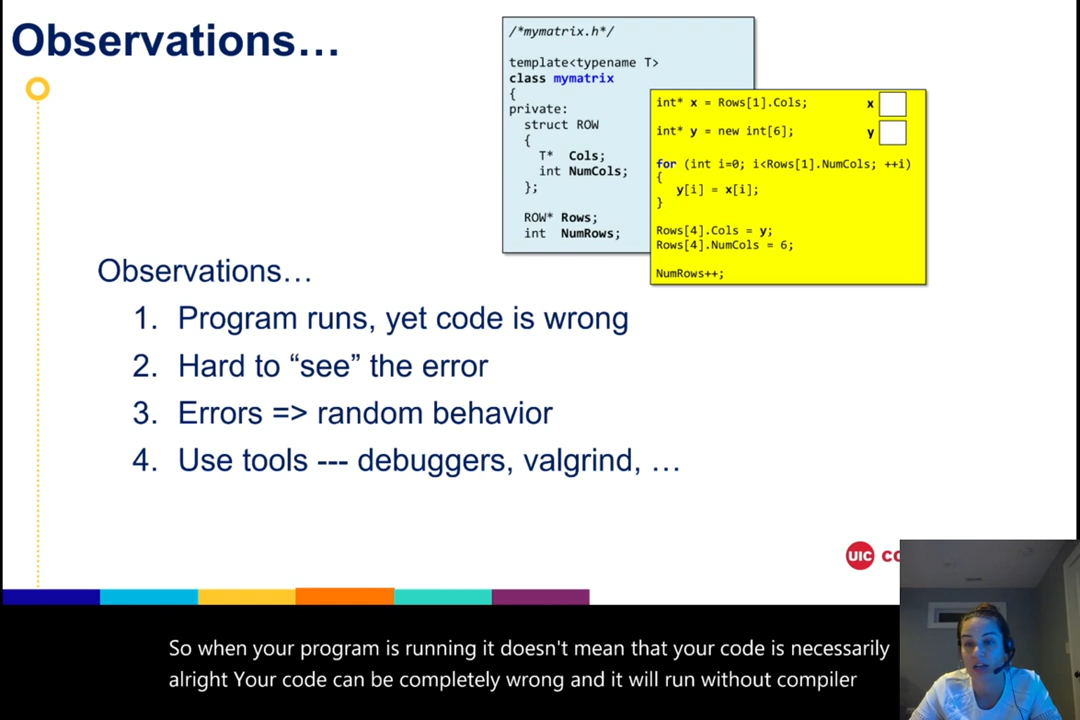 Observations…
/*mymatrix.h*/
template<typename T>
class mymatrix
{
private:
struct ROW
{
T* Cols;
int NumCols;
};
ROW* Rows;
int NumRows;
int* x = Rows[1].Cols;
x
int* y = new int[6];
y
for (int i=0; i<Rows[1].NumCols; ++i)
{
y[i] = x[i];
}
Rows[4].Cols = y;
Rows[4].NumCols = 6;
NumRows++;
Observations…
1. Program runs, yet code is wrong
2. Hard to “see” the error
3. Errors => random behavior
4. Use tools --- debuggers, valgrind, …
UIC
So when your program is running it doesn't mean that your code is necessarily
alright Your code can be completely wrong and it will run without compiler